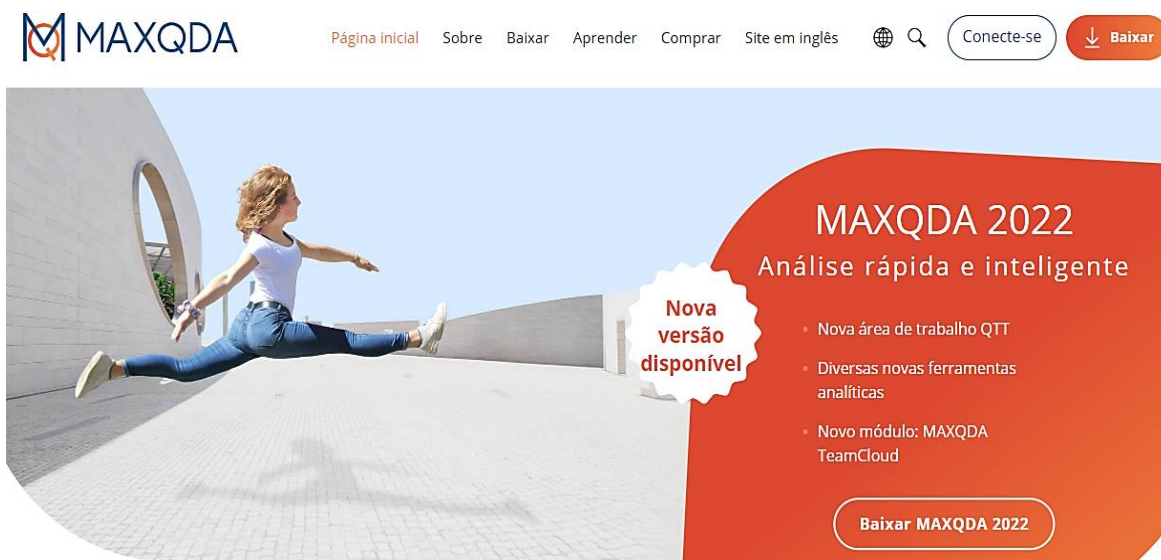 MAXQDA
Página inicial Sobre Baixar Aprender Comprar Site em inglês Conecte-se Baixar
MAXQDA 2022
Análise rápida e inteligente
Nova
versão
disponível
• Nova área de trabalho QTT
• Diversas novas ferramentas
analíticas
• Novo módulo: MAXQDA
TeamCloud
Baixar MAXQDA 2022